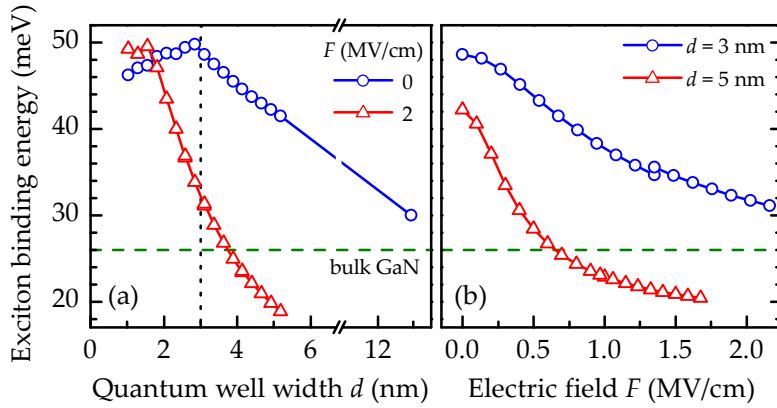 Exciton binding energy (meV)
50
40
30
20
F (MV/cm)
0
2
bulk GaN
(a)
0 2 4 6 12
Quantum well width d (nm)
d = 3 nm
d = 5 nm
(b)
0.0 0.5 1.0 1.5 2.0
Electric field F (MV/cm)